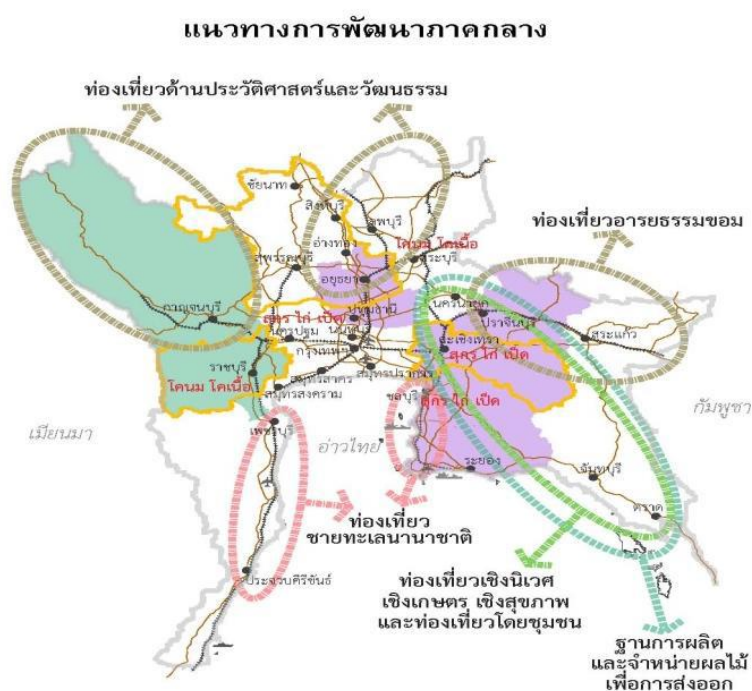 แนวทางการพัฒนาภาคกลาง
ท่องเที่ยวด้านประวัติศาสตร์และวัฒนธรรม
ชัยนาท
สิงห์บุรี
ลพบุรี
ท่องเที่ยวอารยธรรมขอม
อ่างทอง
โคนม โคเนื้อ
สุพรรณบุรี
สระบุรี
อยุธยา
นครนายก
กาญจนบุรี
สุกร ไก่ เป็ด
ปทุมธานี
ปราจีนบุรี
นครปฐม
นนทบุรี
สระแก้ว
กรุงเทพฯ
ฉะเชิงเทรา
สุกร ไก่ เป็ด
ราชบุรี
สมุทรสาคร
สมุทรปราการ
โคนม โคเนื้อ
สมุทรสงคราม
ชลบุรี
สุกร ไก่ เป็ด
กัมพูชา
เพชรบุรี
เมียนมา
อ่าวไทย
ระยอง
จันทบุรี
ตราด
ท่องเที่ยว
ชายทะเลนานาชาติ
ประจวบคีรีขันธ์
ท่องเที่ยวเชิงนิเวศ
เชิงเกษตร เชิงสุขภาพ
และท่องเที่ยวโดยชุมชน
ฐานการผลิต
และจำหน่ายผลไม้
เพื่อการส่งออก